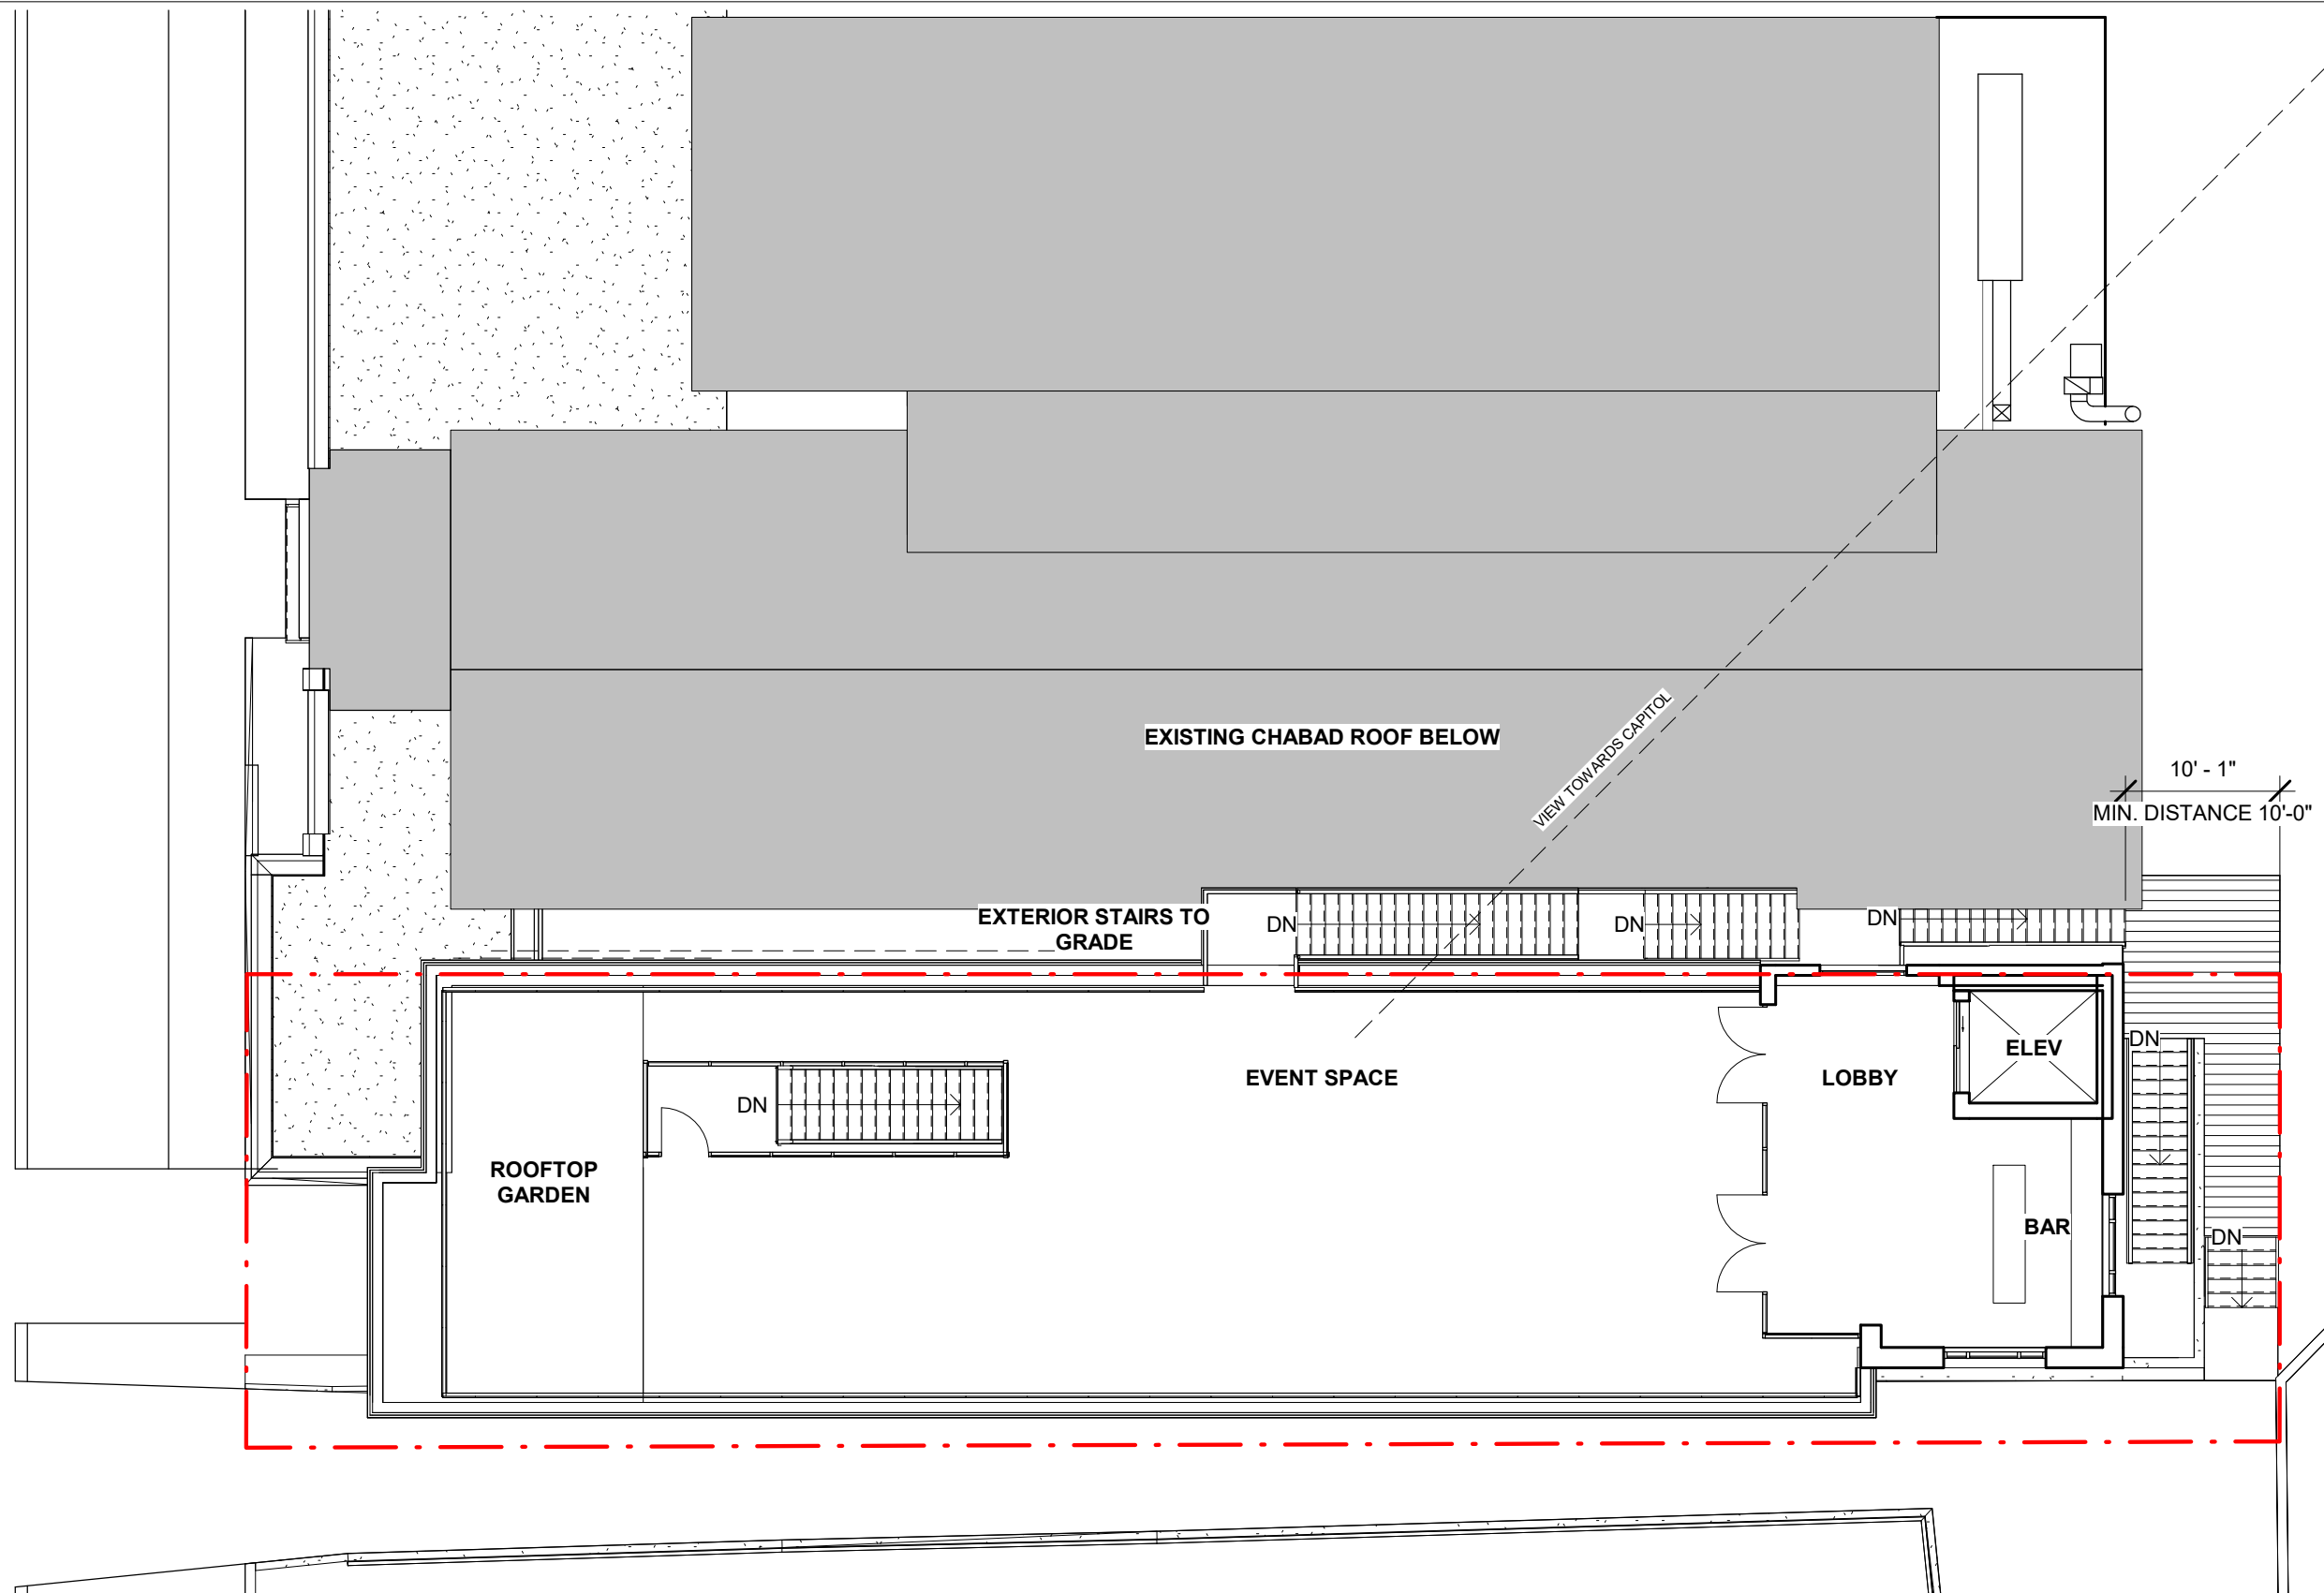 EXISTING CHABAD ROOF BELOW
VIEW TOWARDS CAPITOL
10' - 1"
MIN. DISTANCE 10'-0"
EXTERIOR STAIRS TO
GRADE
DN
DN
DN
EVENT SPACE
LOBBY
ELEV
DN
DN
ROOFTOP
GARDEN
BAR
DN